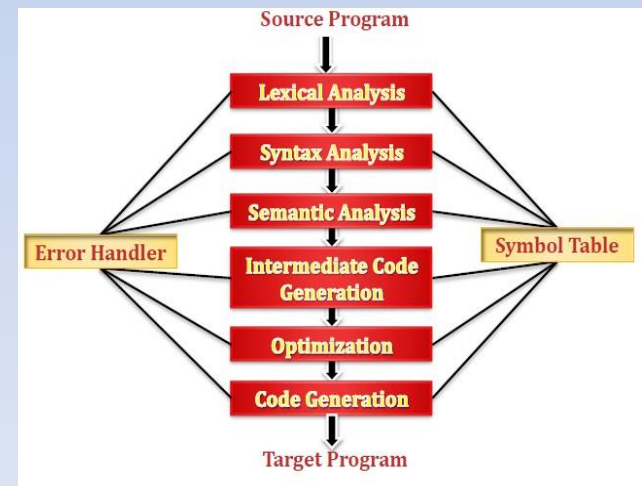 Source Program
Lexical Analysis
Syntax Analysis
Semantic Analysis
Error Handler
Symbol Table
Intermediate Code
Generation
Optimization
Code Generation
Target Program